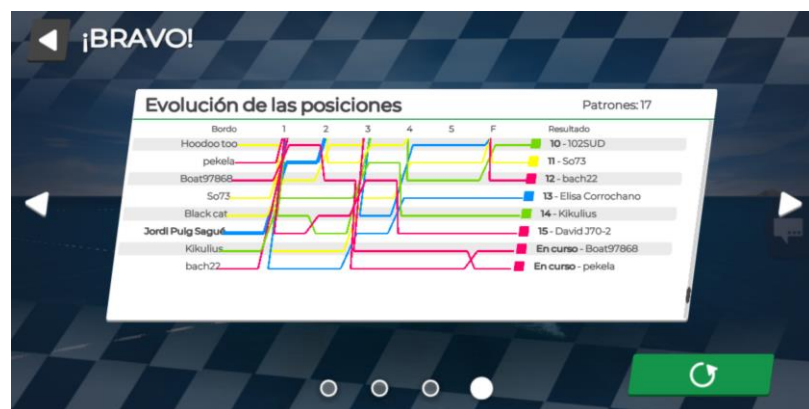 ¡BRAVO!
Evolución de las posiciones
Patrones: 17
Bordo 1 2 3 4 5 F Resultado
Hoodoo too 10 - 102SUD
pekela 11 - So73
Boat97868 12 - bach22
So73 13 - Elisa Corrochano
Black cat 14 - Kikulius
Jordi Puig Sagué 15 - David J70-2
Kikulius En curso - Boat97868
bach22 En curso - pekela